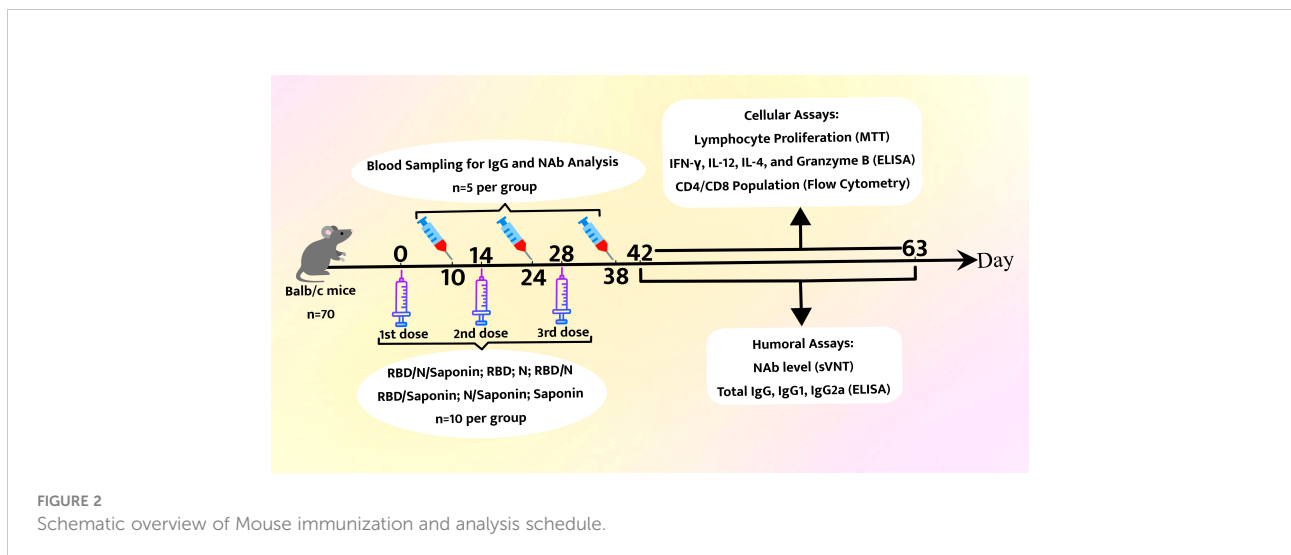 Cellular Assays:
Lymphocyte Proliferation (MTT)
IFN-γ, IL-12, IL-4, and Granzyme B (ELISA)
CD4/CD8 Population (Flow Cytometry)
Blood Sampling for IgG and NAb Analysis
n=5 per group
0 14 28 42 63
10 24 38
Day
Balb/c mice
n=70
1st dose 2nd dose 3rd dose
RBD/N/Saponin; RBD; N; RBD/N
RBD/Saponin; N/Saponin; Saponin
n=10 per group
Humoral Assays:
NAb level (sVNT)
Total IgG, IgG1, IgG2a (ELISA)
FIGURE 2
Schematic overview of Mouse immunization and analysis schedule.